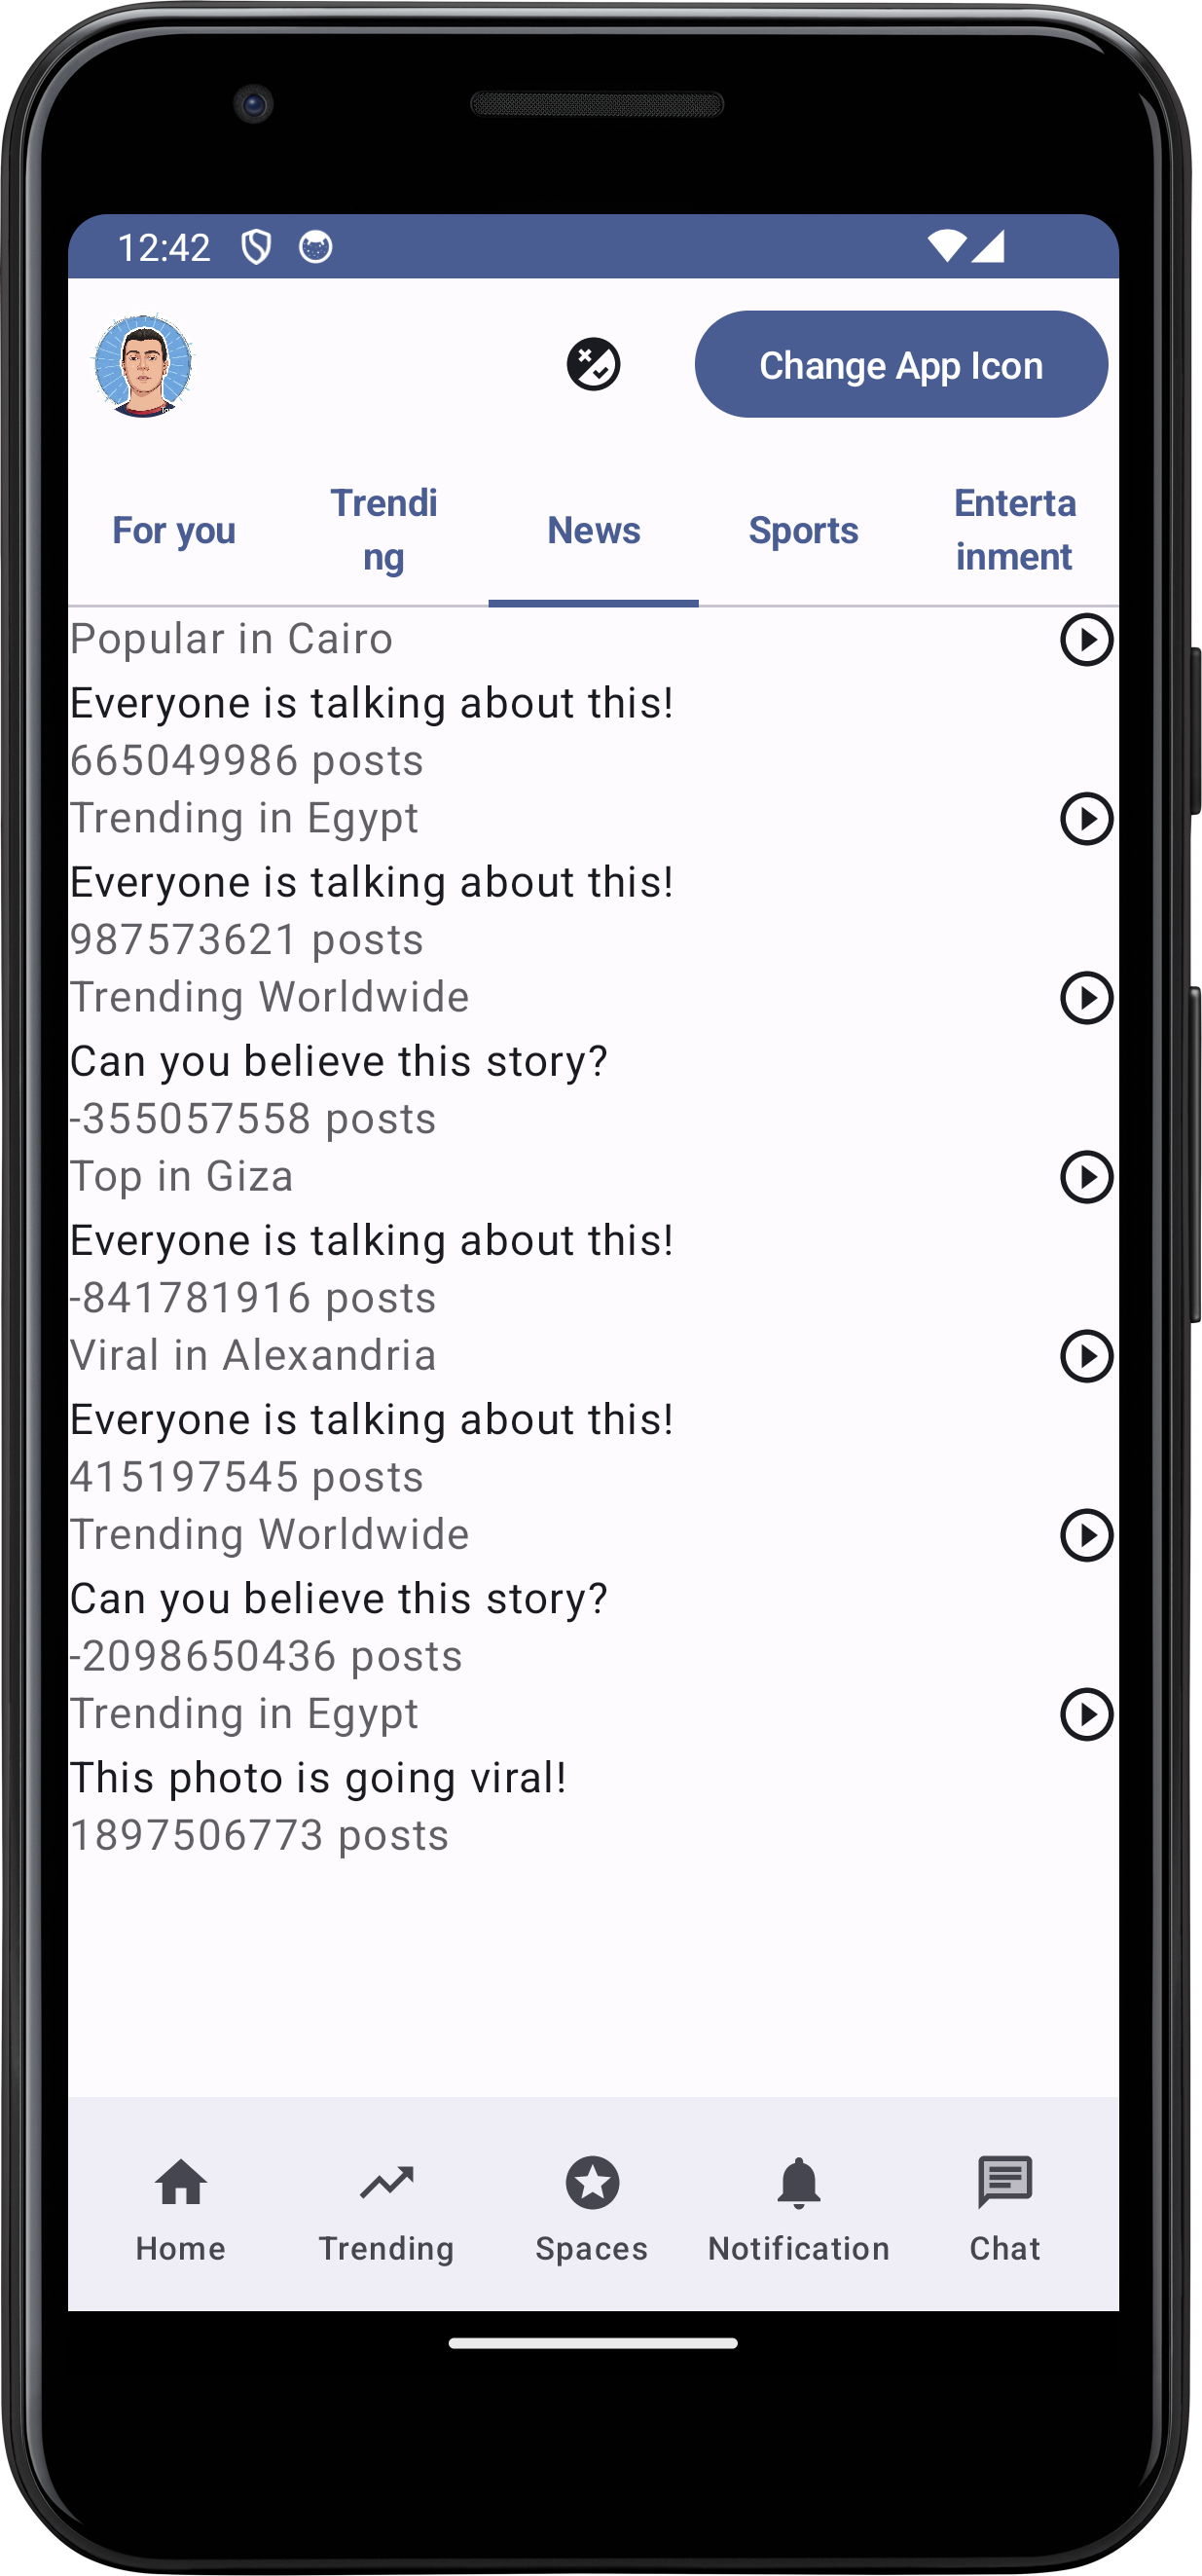 12:42
Change App Icon
For you
Trendi
ng
News
Sports
Enterta
inment
Popular in Cairo
Everyone is talking about this!
665049986 posts
Trending in Egypt
Everyone is talking about this!
987573621 posts
Trending Worldwide
Can you believe this story?
-355057558 posts
Top in Giza
Everyone is talking about this!
-841781916 posts
Viral in Alexandria
Everyone is talking about this!
415197545 posts
Trending Worldwide
Can you believe this story?
-2098650436 posts
Trending in Egypt
This photo is going viral!
1897506773 posts
Home
Trending
Spaces
Notification
Chat